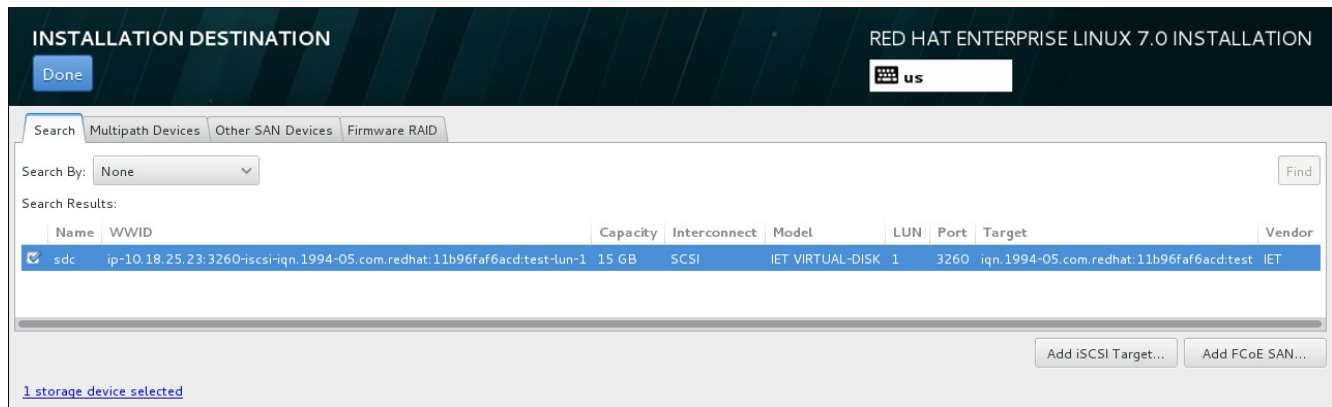 INSTALLATION DESTINATION
RED HAT ENTERPRISE LINUX 7.0 INSTALLATION
Done
us
Search Multipath Devices Other SAN Devices Firmware RAID
Search By: None Find
Search Results:
Name WWID Capacity Interconnect Model LUN Port Target Vendor
sdc ip-10.18.25.23:3260-iscsi-iqn.1994-05.com.redhat:11b96faf6acd:test-lun-1 15 GB SCSI IET VIRTUAL-DISK 1 3260 iqn.1994-05.com.redhat:11b96faf6acd:test IET
Add iSCSI Target... Add FCoE SAN...
1 storage device selected